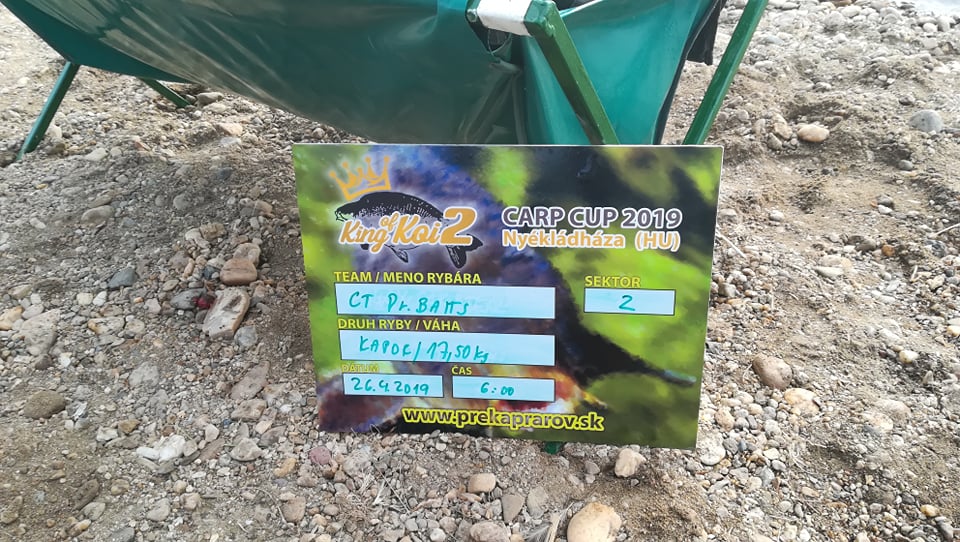 King of Koi 2
CARP CUP 2019
Nyékládháza (HU)
TEAM / MENO RYBÁRA
CT Dr. BAITS
SEKTOR
2
DRUH RYBY / VÁHA
KAPOR / 17,50 kg
DÁTUM
26.4.2019
ČAS
6:00
www.prekaprarov.sk